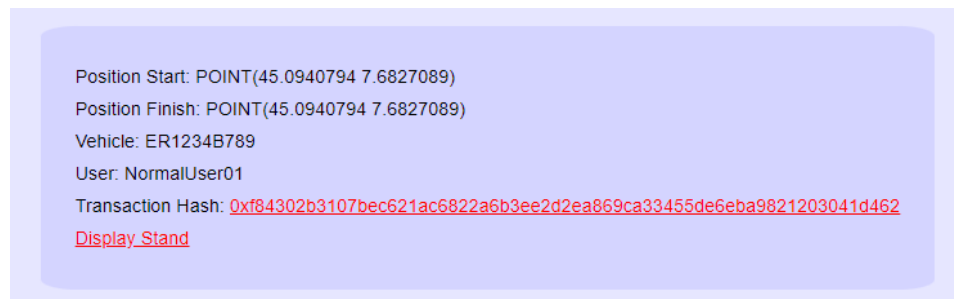 Position Start: POINT(45.0940794 7.6827089)
Position Finish: POINT(45.0940794 7.6827089)
Vehicle: ER1234B789
User: NormalUser01
Transaction Hash: 0xf84302b3107bec621ac6822a6b3ee2d2ea869ca33455de6eba9821203041d462
Display Stand